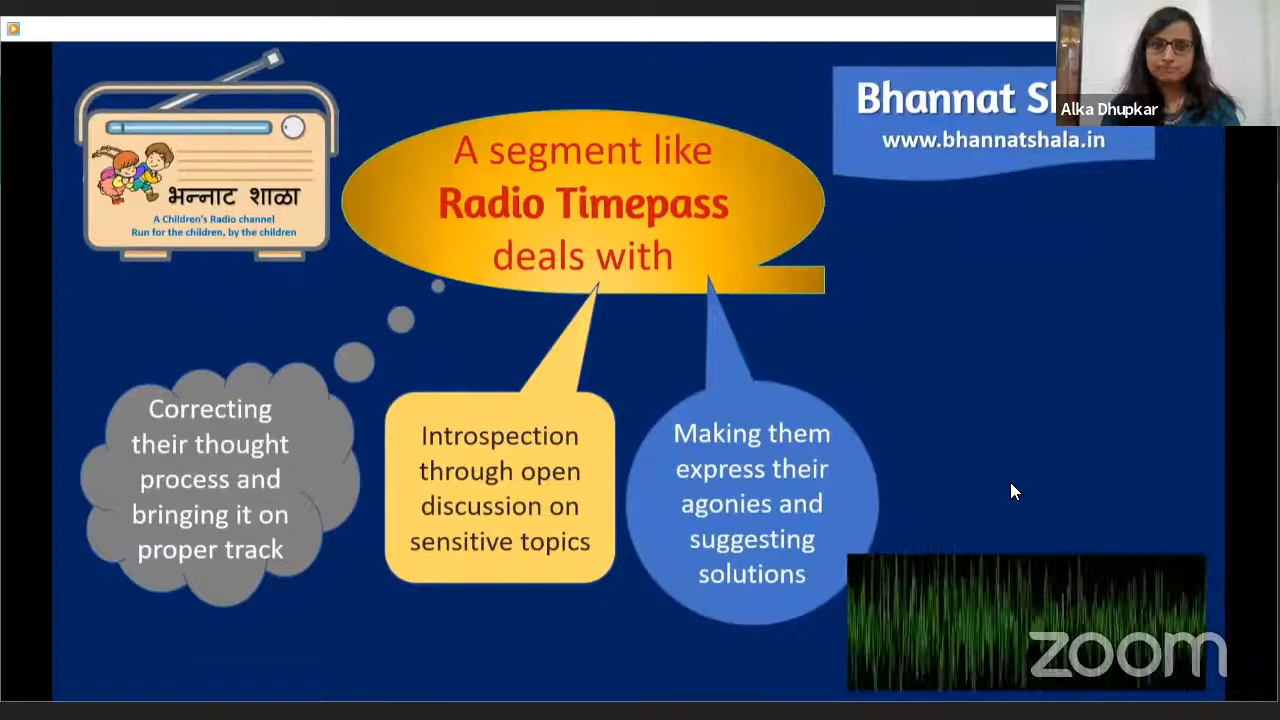 Bhannat
www.bhannatshala.in
Alka Dhupkar
भन्नाट शाळा
A Children's Radio channel
Run for the children, by the children
A segment like
Radio Timepass
deals with
Correcting
their thought
process and
bringing it on
proper track
Introspection
through open
discussion on
sensitive topics
Making them
express their
agonies and
suggesting
solutions
zoom